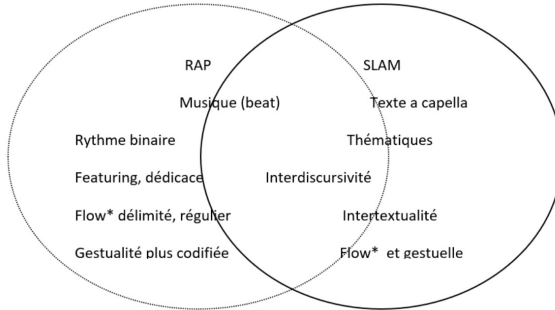 RAP SLAM
Musique (beat) Texte a capella
Rythme binaire Thématiques
Featuring, dédicace Interdiscursivité
Flow* délimité, régulier Intertextualité
Gestualité plus codifiée Flow* et gestuelle